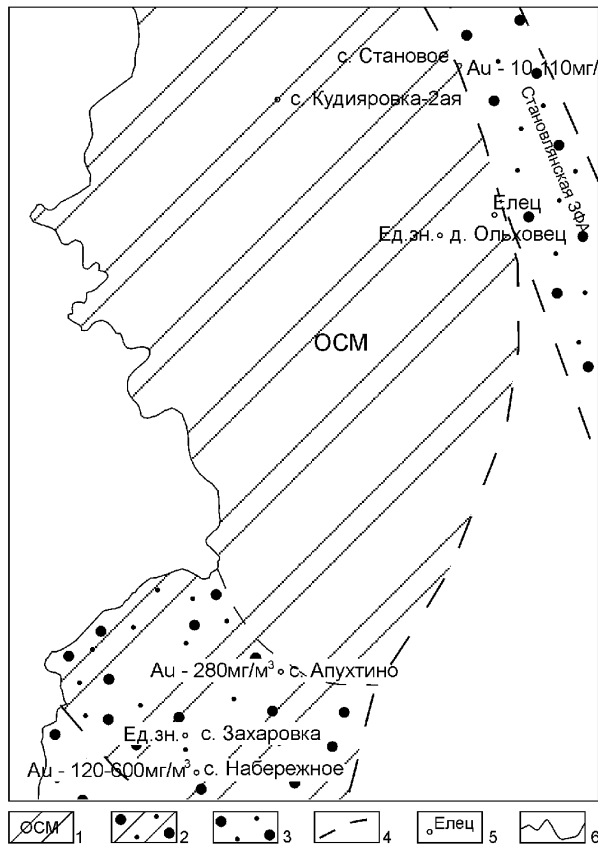 с. Становое
Au - 10-110мг/
с. Кудияровка-2ая
Становлянская ЗФА
Елец
Ед.зн. д. Ольховец
ОСМ
Au - 280мг/м³ с. Апухтино
Ед.зн. с. Захаровка
Au - 120-600мг/м³ с. Набережное
ОСМ 1 2 3 4 Елец 5 6